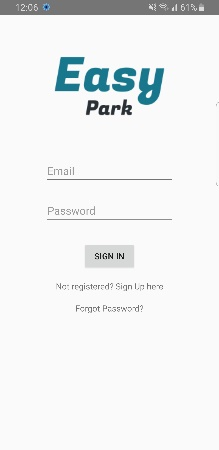 12:06
61%
Easy
Park
Email
Password
SIGN IN
Not registered? Sign Up here
Forgot Password?